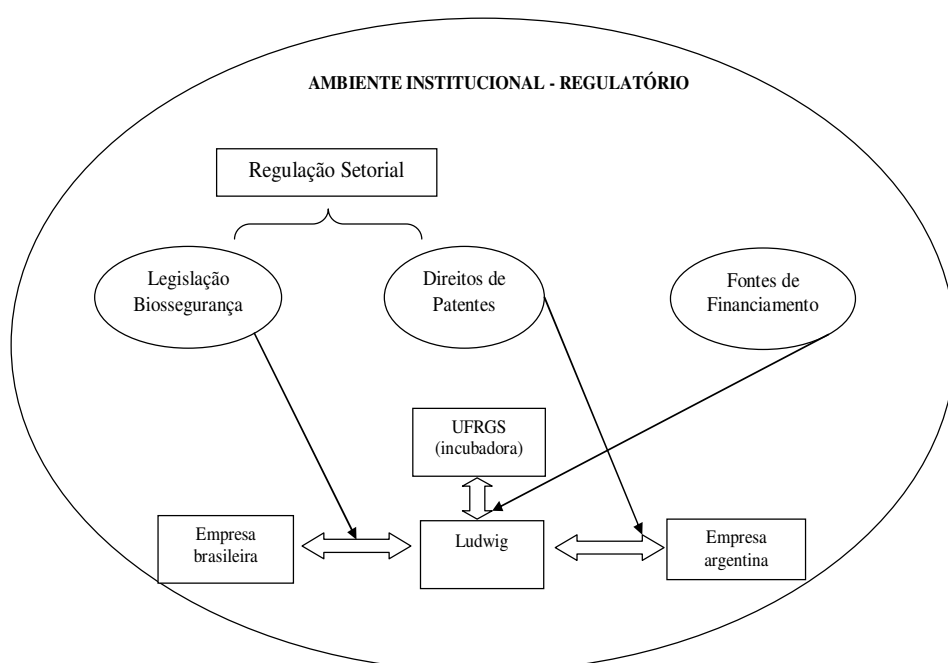 AMBIENTE INSTITUCIONAL - REGULATÓRIO
Regulação Setorial
Legislação
Biossegurança
Direitos de
Patentes
Fontes de
Financiamento
UFRGS
(incubadora)
Empresa
brasileira
Ludwig
Empresa
argentina